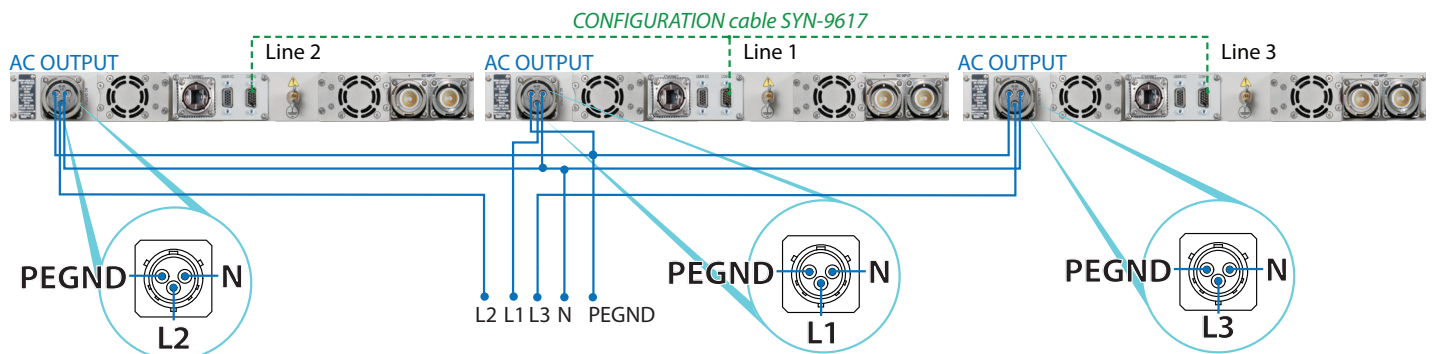 CONFIGURATION cable SYN-9617
Line 2
Line 1
Line 3
AC OUTPUT
AC OUTPUT
AC OUTPUT
PEGND
N
L2
L2 L1 L3 N PEGND
PEGND
N
L1
PEGND
N
L3